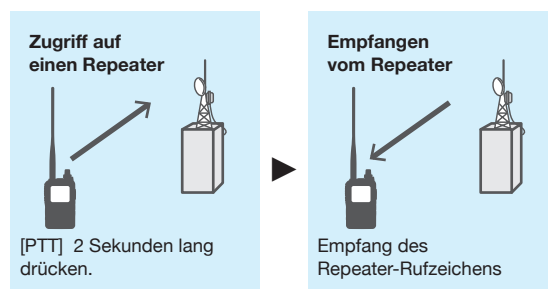 Zugriff auf
einen Repeater
[PTT] 2 Sekunden lang
drücken.
Empfangen
vom Repeater
Empfang des
Repeater-Rufzeichens